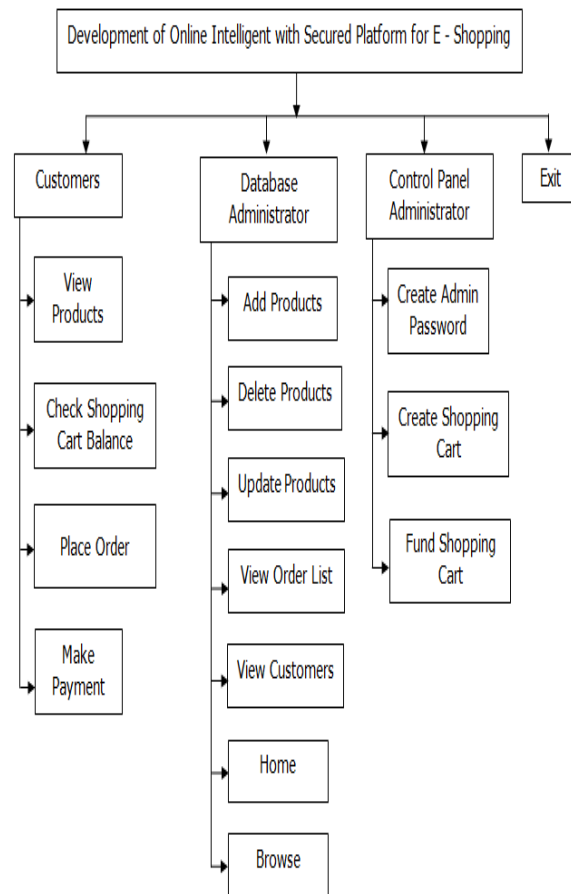 Development of Online Intelligent with Secured Platform for E - Shopping
Customers
View
Products
Check Shopping
Cart Balance
Place Order
Make
Payment
Database
Administrator
Add Products
Delete Products
Update Products
View Order List
View Customers
Home
Browse
Control Panel
Administrator
Create Admin
Password
Create Shopping
Cart
Fund Shopping
Cart
Exit